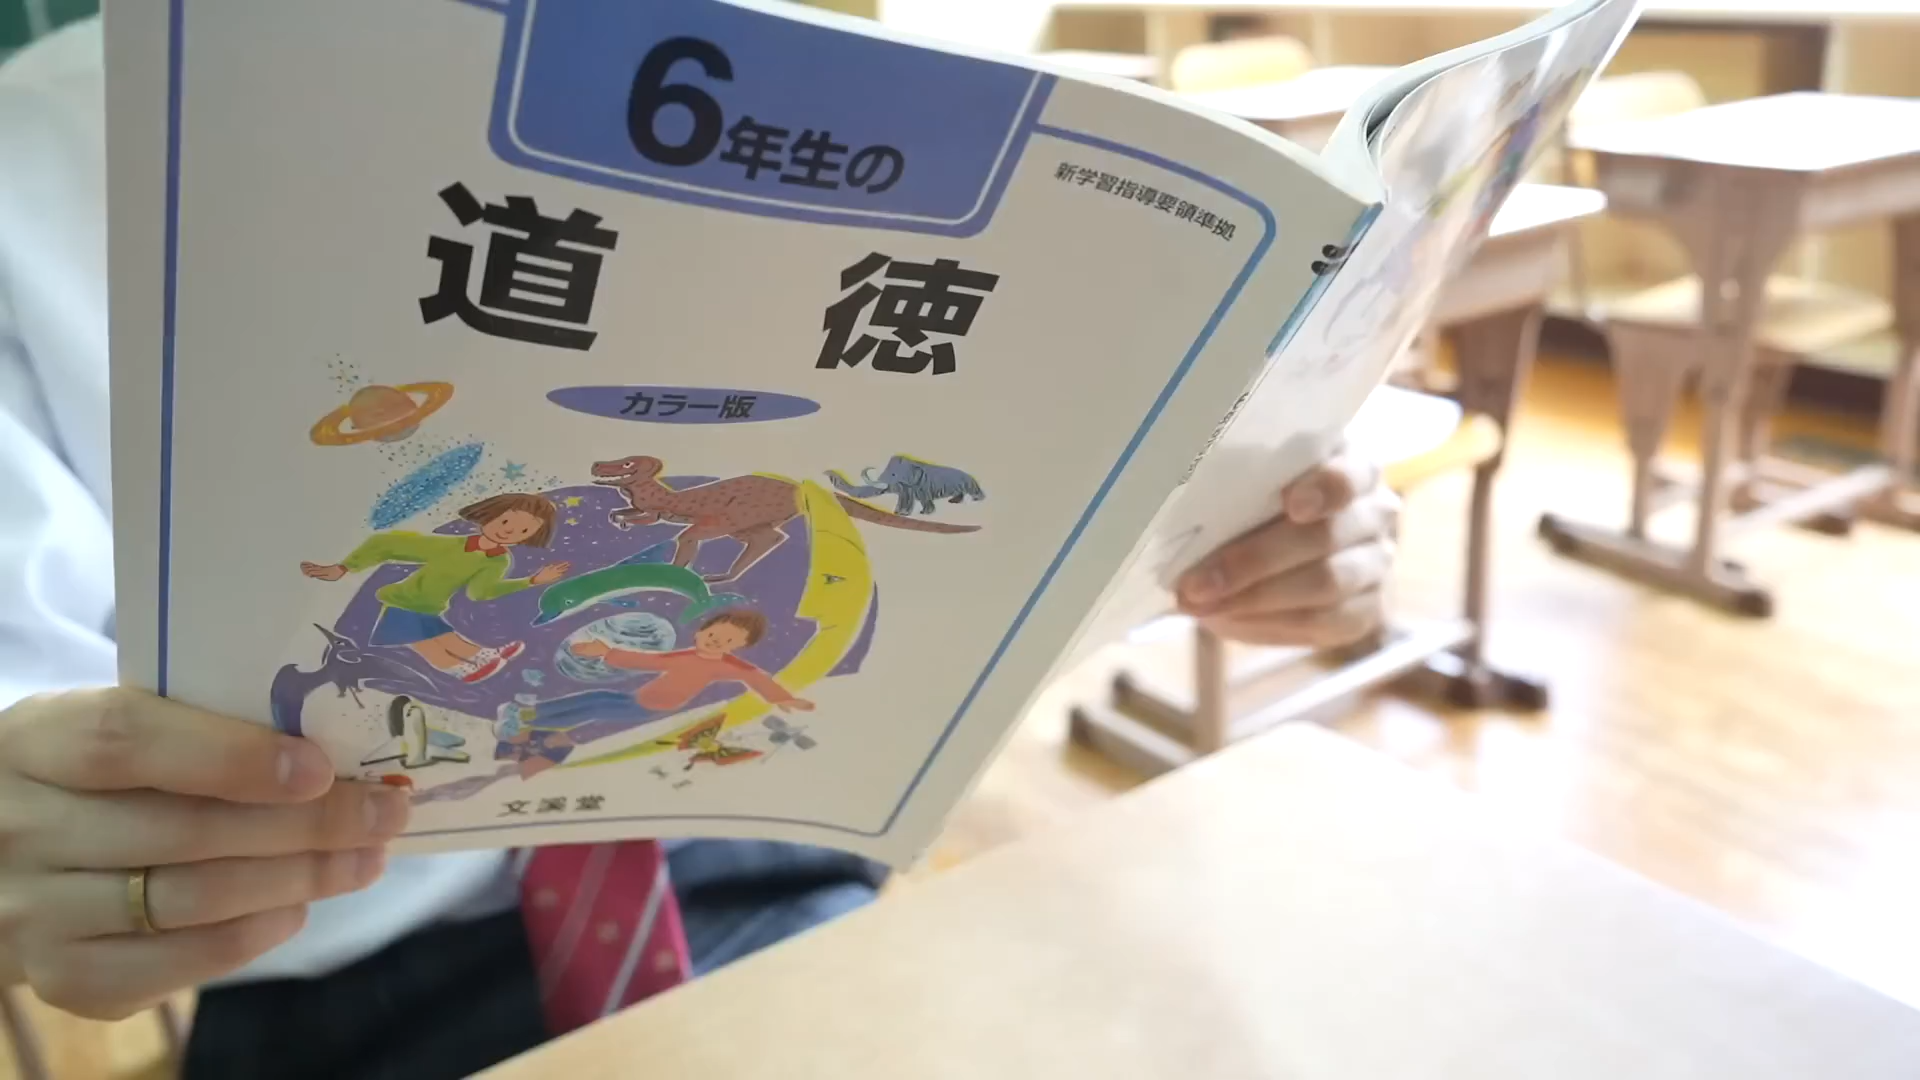 6年生の
新学習指導要領準拠
道徳
カラー版
文溪堂